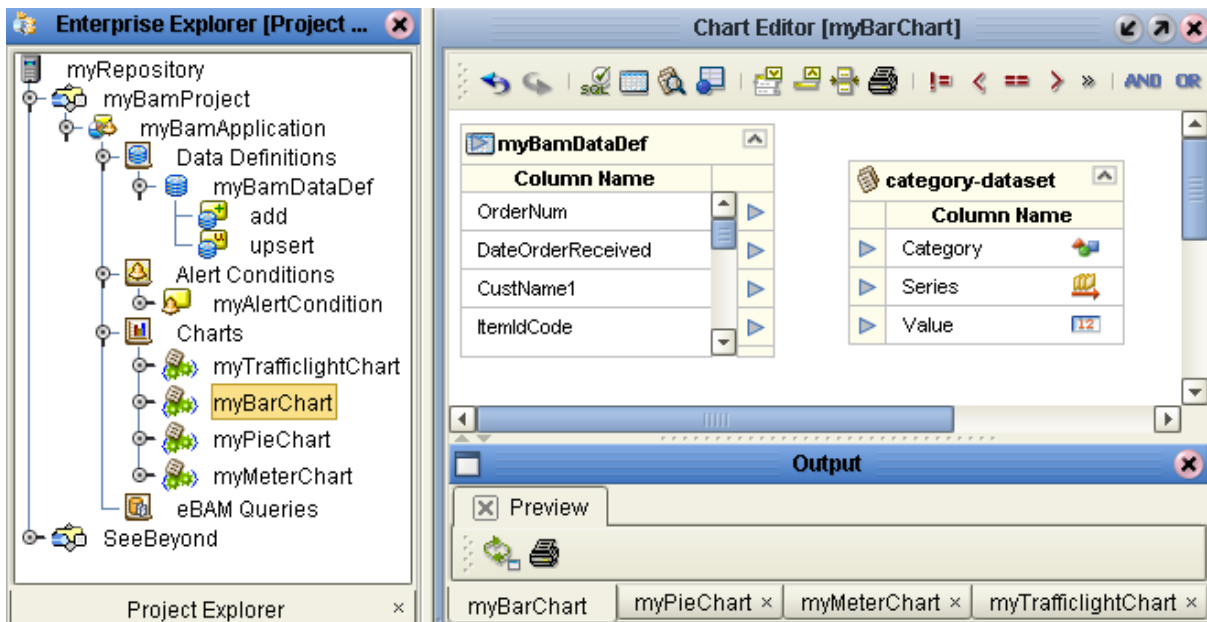 Enterprise Explorer [Project ...
myRepository
myBamProject
myBamApplication
Data Definitions
myBamDataDef
add
upsert
Alert Conditions
myAlertCondition
Charts
myTrafficlightChart
myBarChart
myPieChart
myMeterChart
eBAM Queries
SeeBeyond
Project Explorer
Chart Editor [myBarChart]
SQL != < == > » AND OR
myBamDataDef
Column Name
OrderNum
DateOrderReceived
CustName1
ItemIdCode
category-dataset
Column Name
Category
Series
Value 12
Output
Preview
myBarChart myPieChart myMeterChart myTrafficlightChart